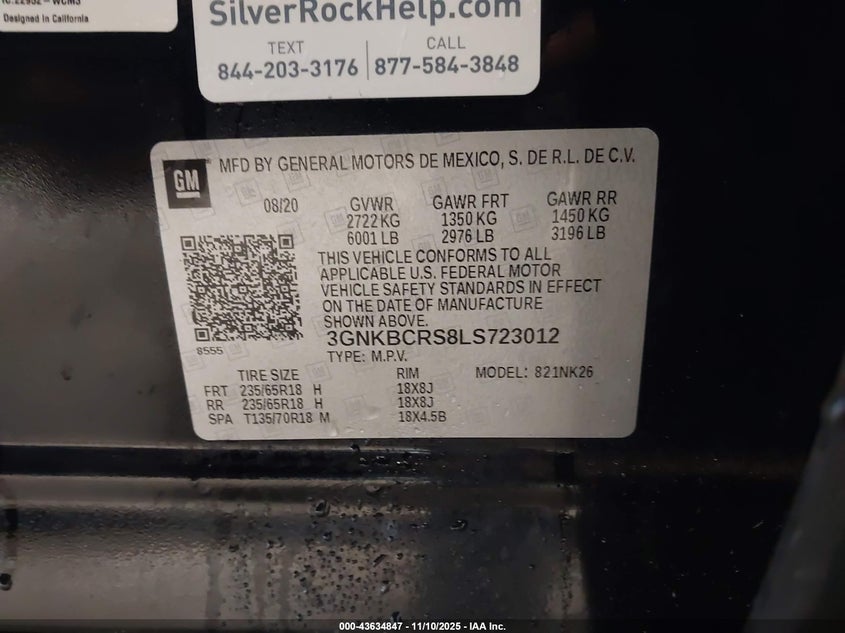 Designed in California
SilverRockHelp.com
TEXT CALL
844-203-3176 877-584-3848
GM MFD BY GENERAL MOTORS DE MEXICO, S. DE R.L. DE C.V.
08/20 GVWR GAWR FRT GAWR RR
2722 KG 1350 KG 1450 KG
6001 LB 2976 LB 3196 LB
THIS VEHICLE CONFORMS TO ALL
APPLICABLE U.S. FEDERAL MOTOR
VEHICLE SAFETY STANDARDS IN EFFECT
ON THE DATE OF MANUFACTURE
SHOWN ABOVE.
8555 3GNKBCRS8LS723012
TYPE: M.P.V.
TIRE SIZE RIM MODEL: 821NK26
FRT 235/65R18 H 18X8J
RR 235/65R18 H 18X8J
SPA T135/70R18 M 18X4.5B
000-43634847 — 11/10/2025 — IAA Inc.